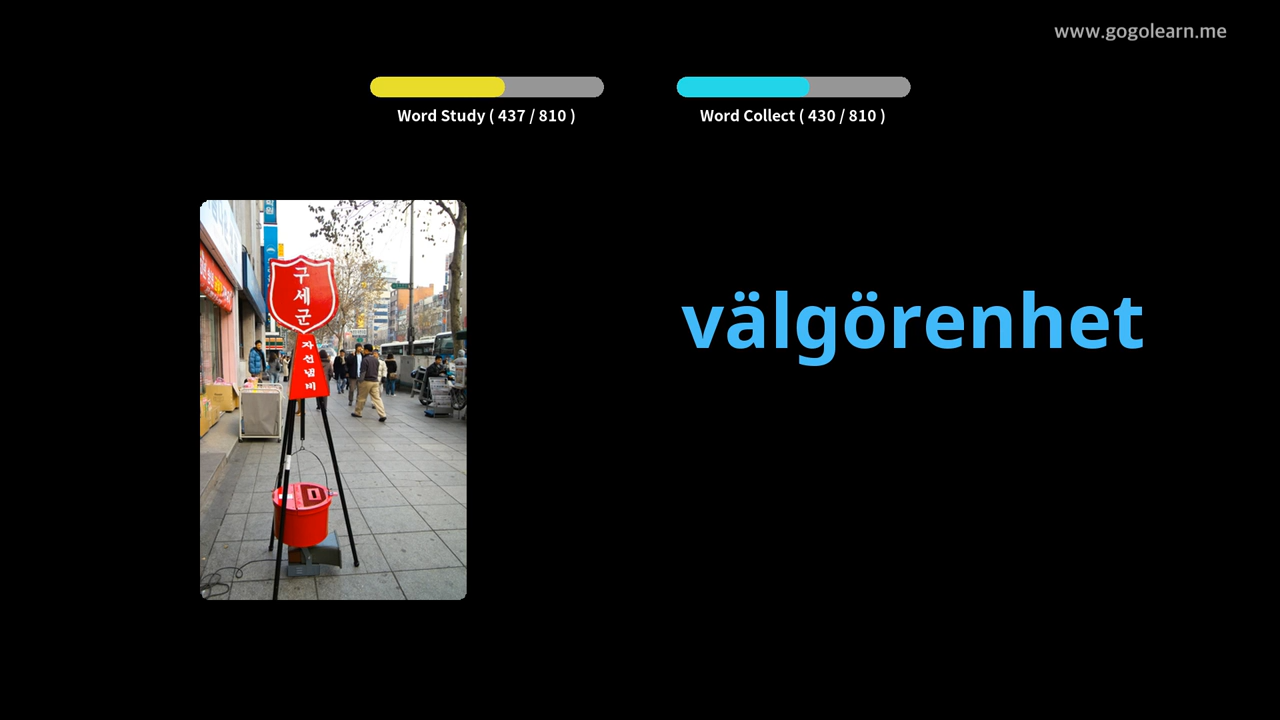 www.gogolearn.me
Word Study ( 437 / 810 )
Word Collect ( 430 / 810 )
구세군
자선냄비
välgörenhet